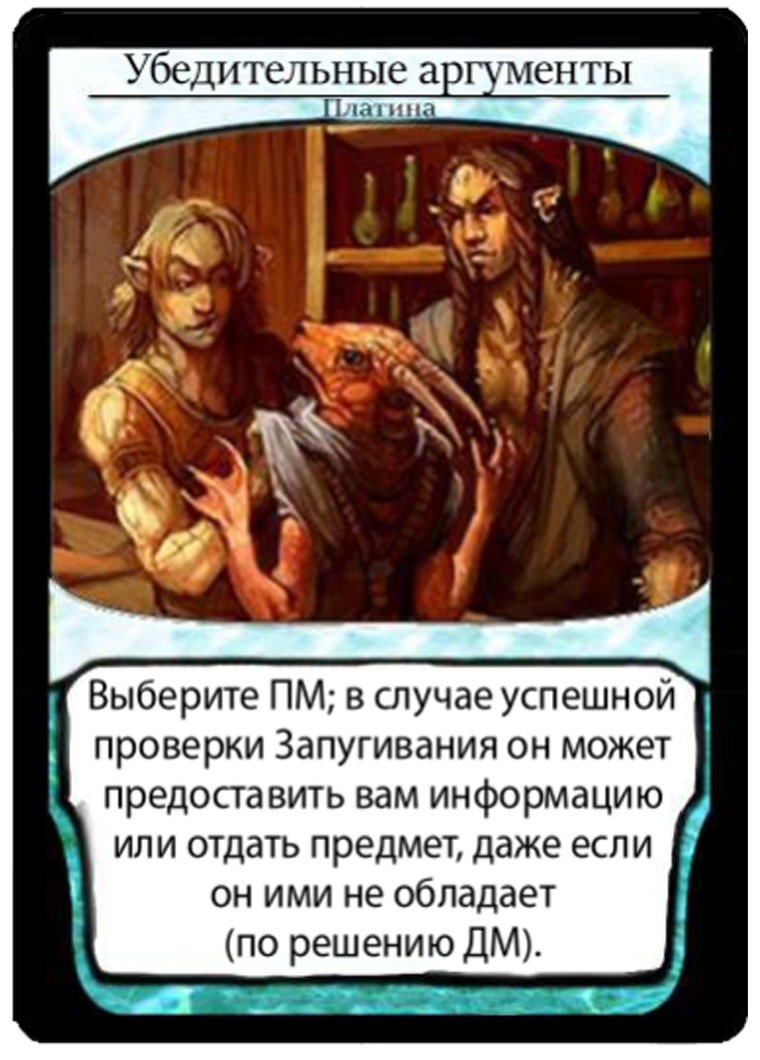 Убедительные аргументы
Платина
Выберите ПМ; в случае успешной
проверки Запугивания он может
предоставить вам информацию
или отдать предмет, даже если
он ими не обладает
(по решению ДМ).